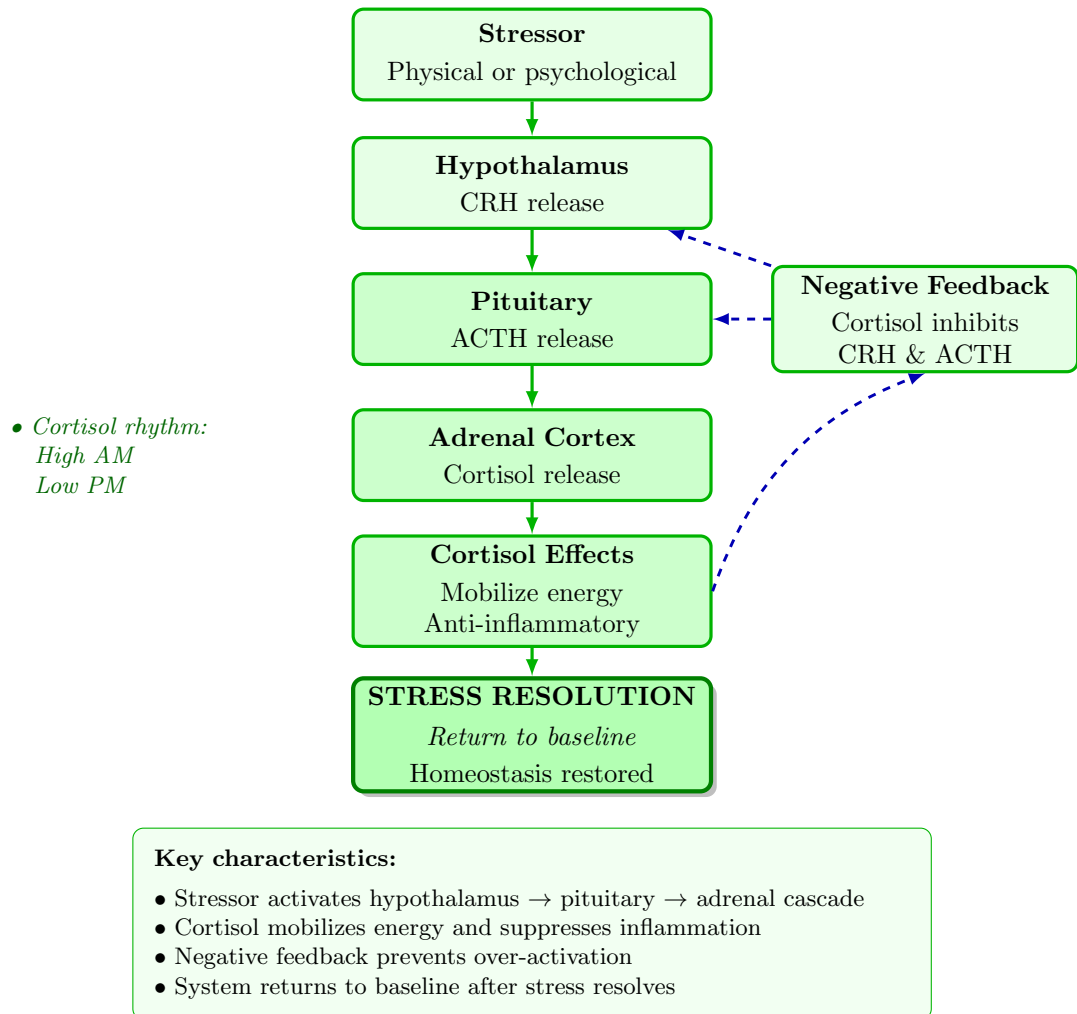 Stressor
Physical or psychological
Hypothalamus
CRH release
Pituitary
ACTH release
Negative Feedback
Cortisol inhibits
CRH & ACTH
• Cortisol rhythm:
High AM
Low PM
Adrenal Cortex
Cortisol release
Cortisol Effects
Mobilize energy
Anti-inflammatory
STRESS RESOLUTION
Return to baseline
Homeostasis restored
Key characteristics:
• Stressor activates hypothalamus → pituitary → adrenal cascade
• Cortisol mobilizes energy and suppresses inflammation
• Negative feedback prevents over-activation
• System returns to baseline after stress resolves